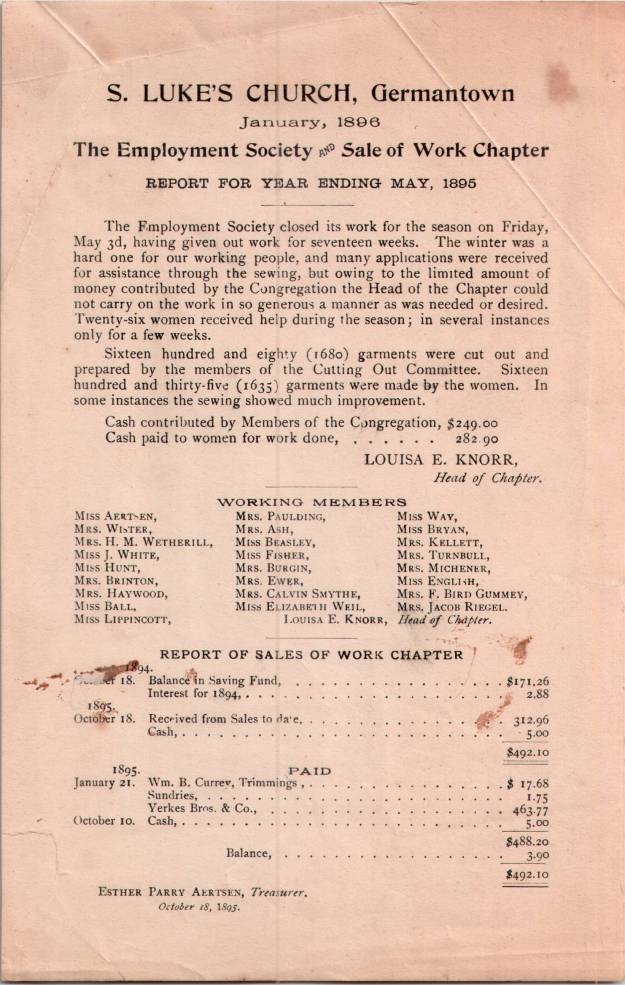 S. LUKE'S CHURCH, Germantown
January, 1896
The Employment Society AND Sale of Work Chapter
REPORT FOR YEAR ENDING MAY, 1895
The Employment Society closed its work for the season on Friday,
May 3d, having given out work for seventeen weeks. The winter was a
hard one for our working people, and many applications were received
for assistance through the sewing, but owing to the limited amount of
money contributed by the Congregation the Head of the Chapter could
not carry on the work in so generous a manner as was needed or desired.
Twenty-six women received help during the season; in several instances
only for a few weeks.
Sixteen hundred and eighty (1680) garments were cut out and
prepared by the members of the Cutting Out Committee. Sixteen
hundred and thirty-five (1635) garments were made by the women. In
some instances the sewing showed much improvement.
Cash contributed by Members of the Congregation, $249.00
Cash paid to women for work done, . . . . . . 282.90
LOUISA E. KNORR,
Head of Chapter.
WORKING MEMBERS
MISS AERTSEN, MRS. PAULDING, MISS WAY,
MRS. WISTER, MRS. ASH, MISS BRYAN,
MRS. H. M. WETHERILL, MISS BEASLEY, MRS. KELLETT,
MISS J. WHITE, MISS FISHER, MRS. TURNBULL,
MISS HUNT, MRS. BURGIN, MRS. MICHENER,
MRS. BRINTON, MRS. EWER, MISS ENGLISH,
MRS. HAYWOOD, MRS. CALVIN SMYTHE, MRS. F. BIRD GUMMEY,
MISS BALL, MISS ELIZABETH WEIL, MRS. JACOB RIEGEL.
MISS LIPPINCOTT, LOUISA E. KNORR, Head of Chapter.
REPORT OF SALES OF WORK CHAPTER
1894.
October 18. Balance in Saving Fund, . . . . . . . . . . . . . . . . $171.26
Interest for 1894, . . . . . . . . . . . . . . . . . . . 2.88
1895.
October 18. Received from Sales to date, . . . . . . . . . . . . . . 312.96
Cash, . . . . . . . . . . . . . . . . . . . . . . . . 5.00
$492.10
1895. PAID
January 21. Wm. B. Currey, Trimmings, . . . . . . . . . . . . . . $ 17.68
Sundries, . . . . . . . . . . . . . . . . . . . . . . 1.75
Yerkes Bros. & Co., . . . . . . . . . . . . . . . . . 463.77
October 10. Cash, . . . . . . . . . . . . . . . . . . . . . . . . 5.00
$488.20
Balance, . . . . . . . . . . . . . . . . 3.90
$492.10
ESTHER PARRY AERTSEN, Treasurer.
October 18, 1895.